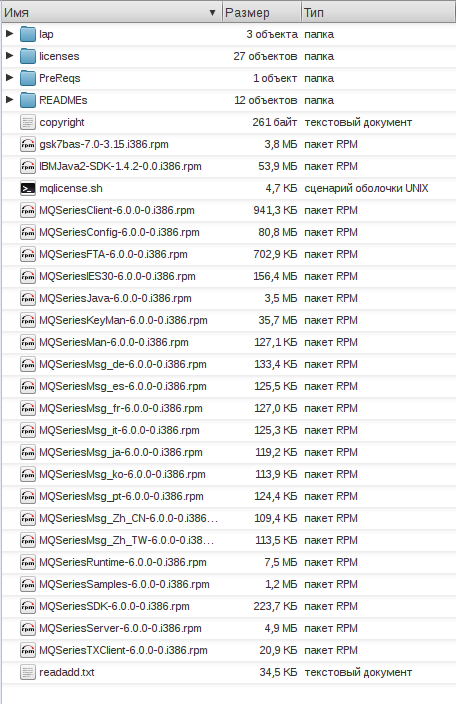 Имя Размер Тип
lap 3 объекта папка
licenses 27 объектов папка
PreReqs 1 объект папка
READMEs 12 объектов папка
copyright 261 байт текстовый документ
gsk7bas-7.0-3.15.i386.rpm 3,8 МБ пакет RPM
IBMJava2-SDK-1.4.2-0.0.i386.rpm 53,9 МБ пакет RPM
mqlicense.sh 4,7 КБ сценарий оболочки UNIX
MQSeriesClient-6.0.0-0.i386.rpm 941,3 КБ пакет RPM
MQSeriesConfig-6.0.0-0.i386.rpm 80,8 МБ пакет RPM
MQSeriesFTA-6.0.0-0.i386.rpm 702,9 КБ пакет RPM
MQSeriesIES30-6.0.0-0.i386.rpm 156,4 МБ пакет RPM
MQSeriesJava-6.0.0-0.i386.rpm 3,5 МБ пакет RPM
MQSeriesKeyMan-6.0.0-0.i386.rpm 35,7 МБ пакет RPM
MQSeriesMan-6.0.0-0.i386.rpm 127,1 КБ пакет RPM
MQSeriesMsg_de-6.0.0-0.i386.rpm 133,4 КБ пакет RPM
MQSeriesMsg_es-6.0.0-0.i386.rpm 125,5 КБ пакет RPM
MQSeriesMsg_fr-6.0.0-0.i386.rpm 127,0 КБ пакет RPM
MQSeriesMsg_it-6.0.0-0.i386.rpm 125,3 КБ пакет RPM
MQSeriesMsg_ja-6.0.0-0.i386.rpm 119,2 КБ пакет RPM
MQSeriesMsg_ko-6.0.0-0.i386.rpm 113,9 КБ пакет RPM
MQSeriesMsg_pt-6.0.0-0.i386.rpm 124,4 КБ пакет RPM
MQSeriesMsg_Zh_CN-6.0.0-0.i386... 109,4 КБ пакет RPM
MQSeriesMsg_Zh_TW-6.0.0-0.i38... 113,5 КБ пакет RPM
MQSeriesRuntime-6.0.0-0.i386.rpm 7,5 МБ пакет RPM
MQSeriesSamples-6.0.0-0.i386.rpm 1,2 МБ пакет RPM
MQSeriesSDK-6.0.0-0.i386.rpm 223,7 КБ пакет RPM
MQSeriesServer-6.0.0-0.i386.rpm 4,9 МБ пакет RPM
MQSeriesTXClient-6.0.0-0.i386.rpm 20,9 КБ пакет RPM
readadd.txt 34,5 КБ текстовый документ